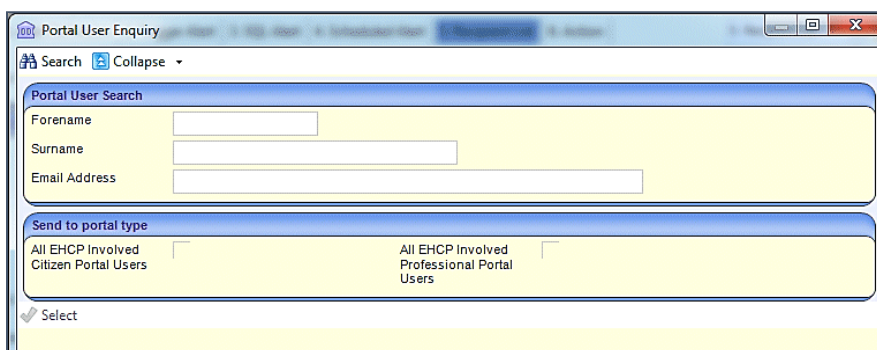 Portal User Enquiry
Search Collapse
Portal User Search
Forename
Surname
Email Address
Send to portal type
All EHCP Involved
Citizen Portal Users
All EHCP Involved
Professional Portal
Users
Select